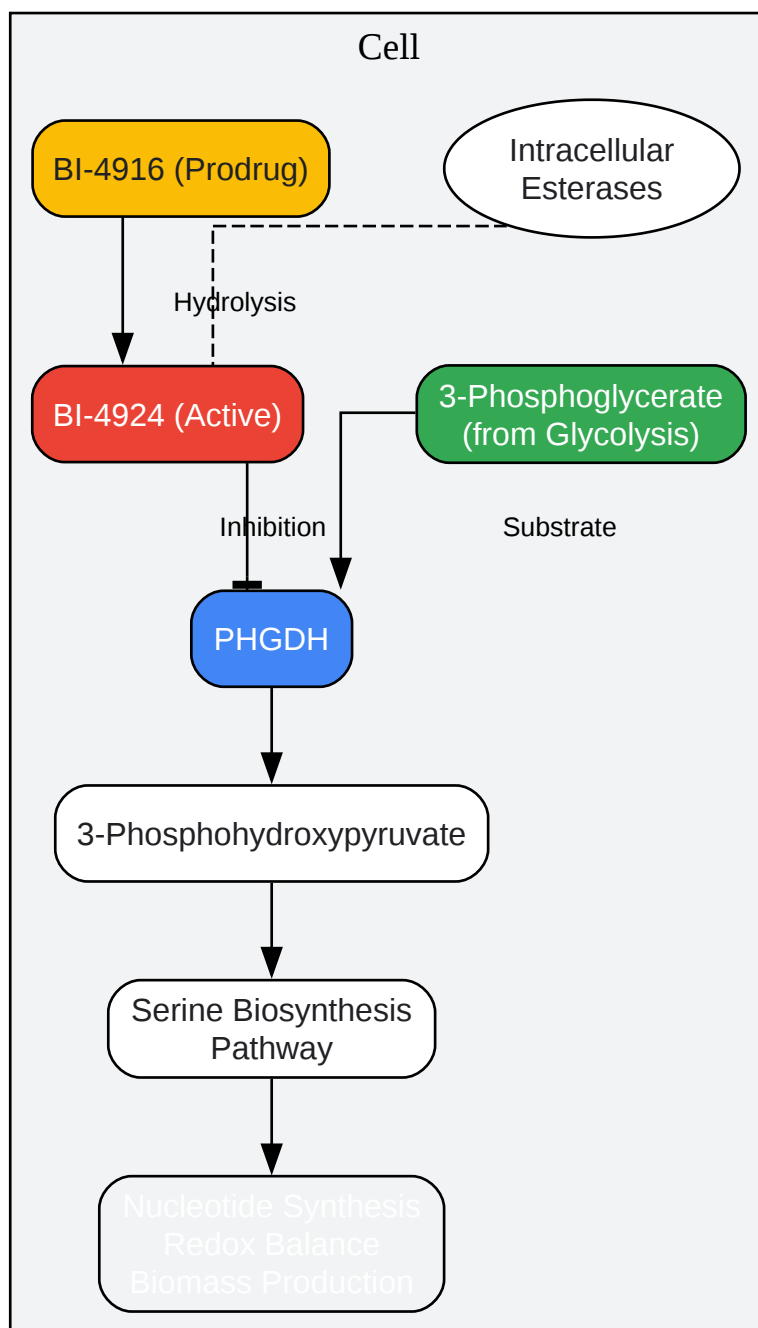 Cell
BI-4916 (Prodrug)
Intracellular
Esterases
Hydrolysis
BI-4924 (Active)
3-Phosphoglycerate
(from Glycolysis)
Inhibition
Substrate
PHGDH
3-Phosphohydroxypyruvate
Serine Biosynthesis
Pathway
Nucleotide Synthesis
Redox Balance
Biomass Production